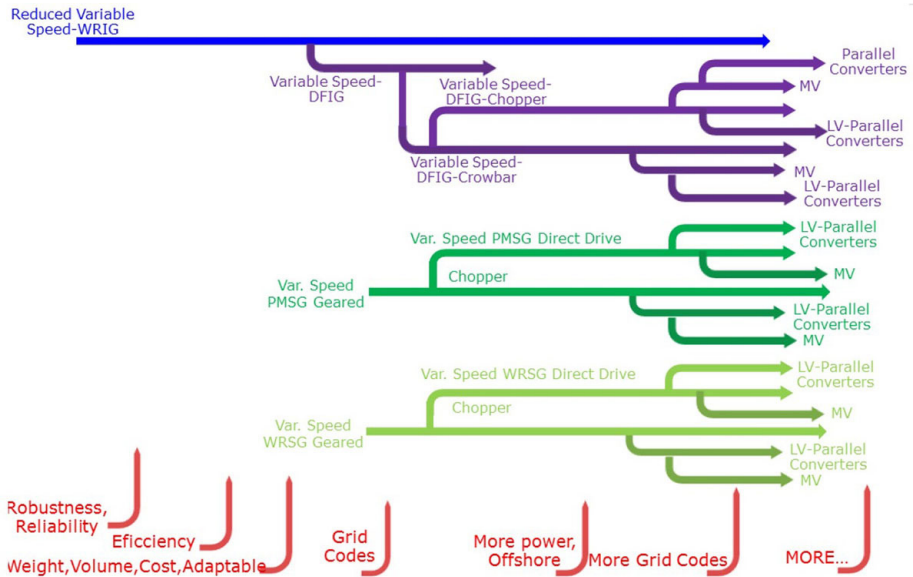 Reduced Variable
Speed-WRIG
Variable Speed-
DFIG
Variable Speed-
DFIG-Chopper
Parallel
Converters
MV
LV-Parallel
Converters
Variable Speed-
DFIG-Crowbar
MV
LV-Parallel
Converters
Var. Speed PMSG Direct Drive
LV-Parallel
Converters
Chopper
MV
Var. Speed
PMSG Geared
LV-Parallel
Converters
MV
Var. Speed WRSG Direct Drive
LV-Parallel
Converters
Chopper
MV
Var. Speed
WRSG Geared
LV-Parallel
Converters
MV
Robustness,
Reliability
Eficciency
Weight,Volume,Cost,Adaptable
Grid
Codes
More power,
Offshore
More Grid Codes
MORE...